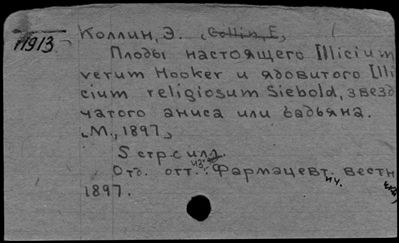 Коллин, Э. (Collin, E,
11913
Плоды настоящего Illicium
verum Hooker и ядовитого Illi
cium religiosum Siebold, звезд
чатого аниса или бадьяна.
М., 1897,
5 стр. с илл.
Отд. отт. из: Фармацевт. вестн
1897.